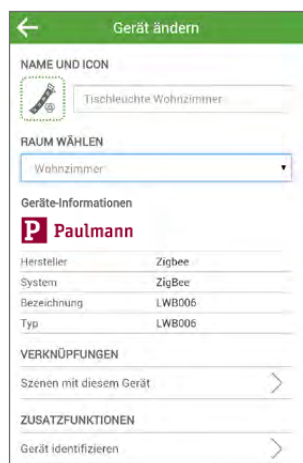 Gerät ändern
NAME UND ICON
Tischleuchte Wohnzimmer
RAUM WÄHLEN
Wohnzimmer
Geräte-Informationen
P Paulmann
Hersteller Zigbee
System ZigBee
Bezeichnung LWB006
Typ LWB006
VERKNÜPFUNGEN
Szenen mit diesem Gerät
ZUSATZFUNKTIONEN
Gerät identifizieren